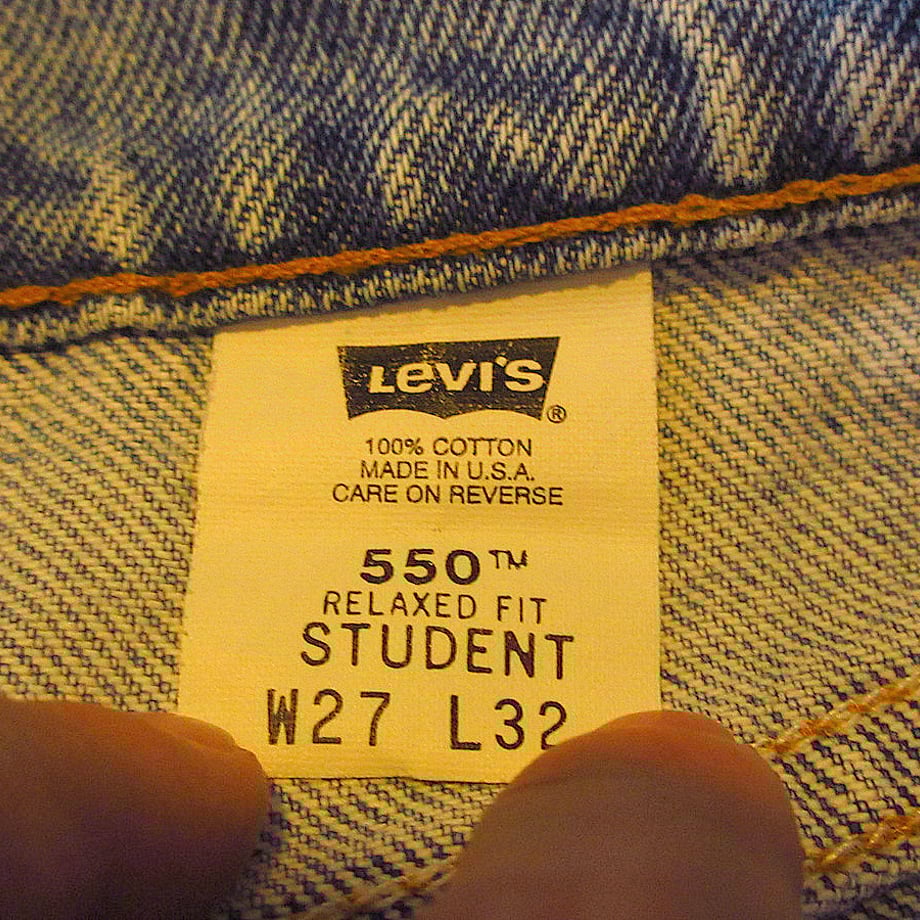 LEVI'S ®
100% COTTON
MADE IN U.S.A.
CARE ON REVERSE
550™
RELAXED FIT
STUDENT
W27 L32